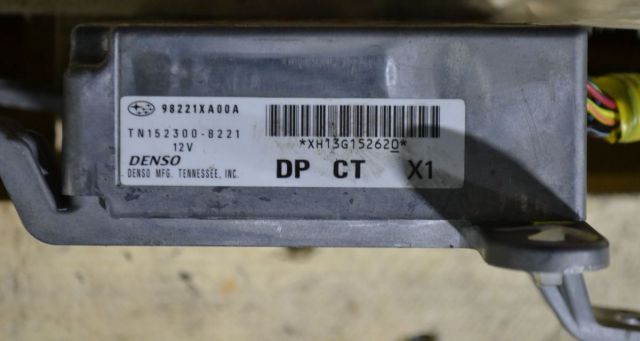 98221XA00A
TN152300-8221
12V
DENSO
DENSO MFG. TENNESSEE, INC.
*XH13G152620*
DP CT X1